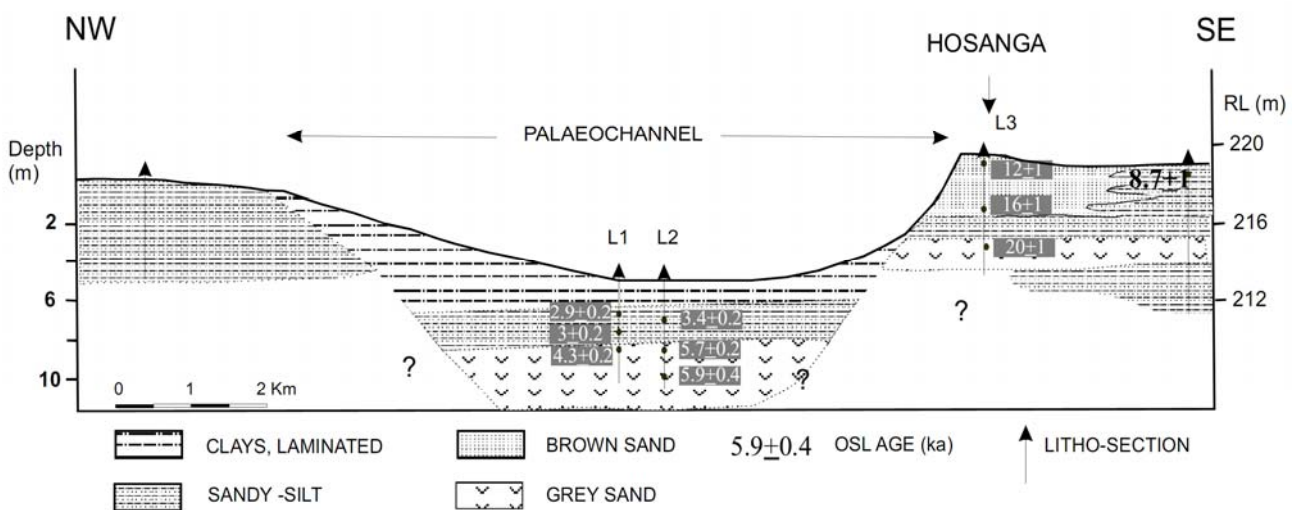 NW
SE
HOSANGA
RL (m)
L3
PALAEOCHANNEL
Depth
(m)
220
12±1
8.7±1
16±1
2
216
L1
L2
20±1
6
212
?
2.9±0.2
3.4±0.2
3±0.2
4.3±0.2
5.7±0.2
?
10
5.9±0.4
?
0 1 2 Km
CLAYS, LAMINATED
BROWN SAND
5.9±0.4
OSL AGE (ka)
LITHO-SECTION
SANDY -SILT
GREY SAND